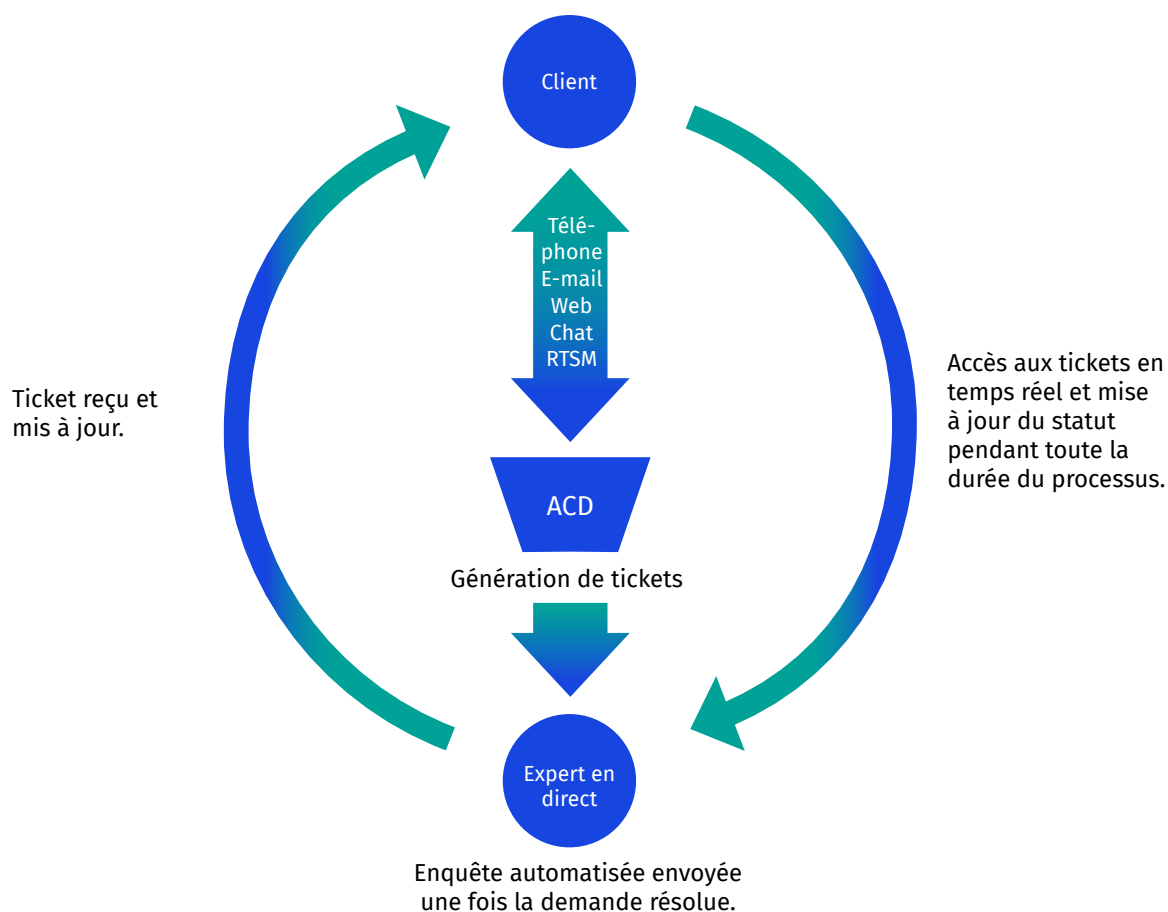 Client
Télé-
phone
E-mail
Web
Chat
RTSM
Ticket reçu et
mis à jour.
Accès aux tickets en
temps réel et mise
à jour du statut
pendant toute la
durée du processus.
ACD
Génération de tickets
Expert en
direct
Enquête automatisée envoyée
une fois la demande résolue.